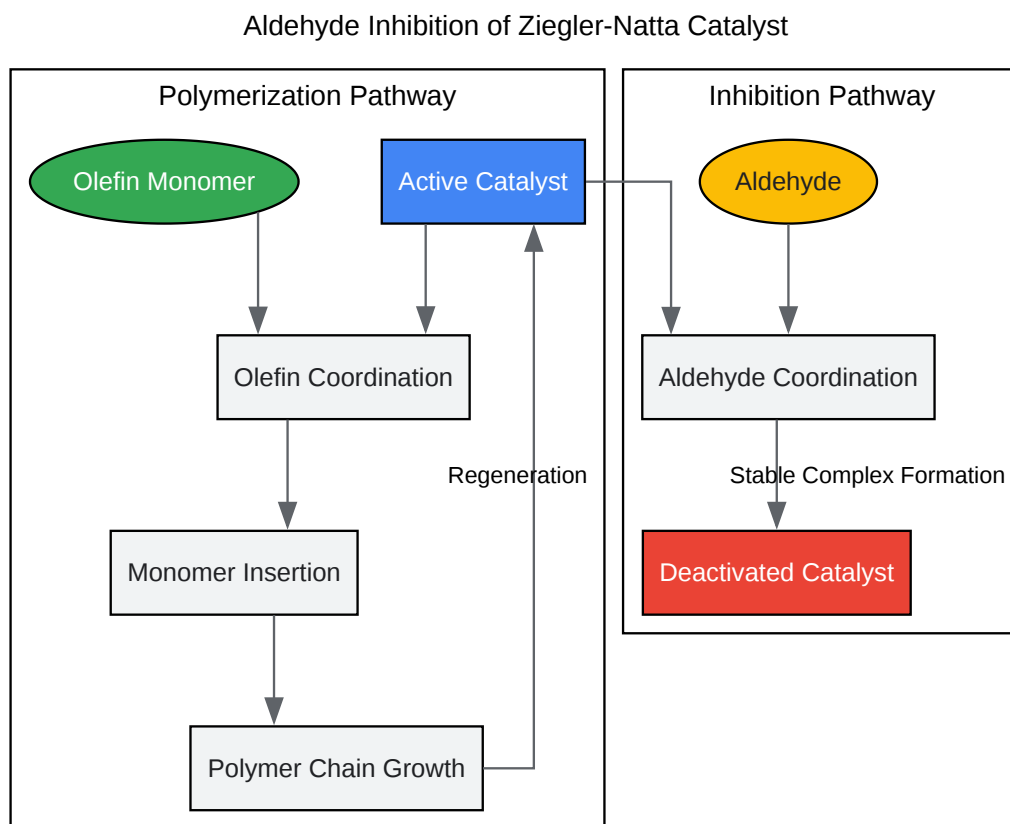 Aldehyde Inhibition of Ziegler-Natta Catalyst
Polymerization Pathway
Olefin Monomer
Active Catalyst
Olefin Coordination
Regeneration
Monomer Insertion
Polymer Chain Growth
Inhibition Pathway
Aldehyde
Aldehyde Coordination
Stable Complex Formation
Deactivated Catalyst